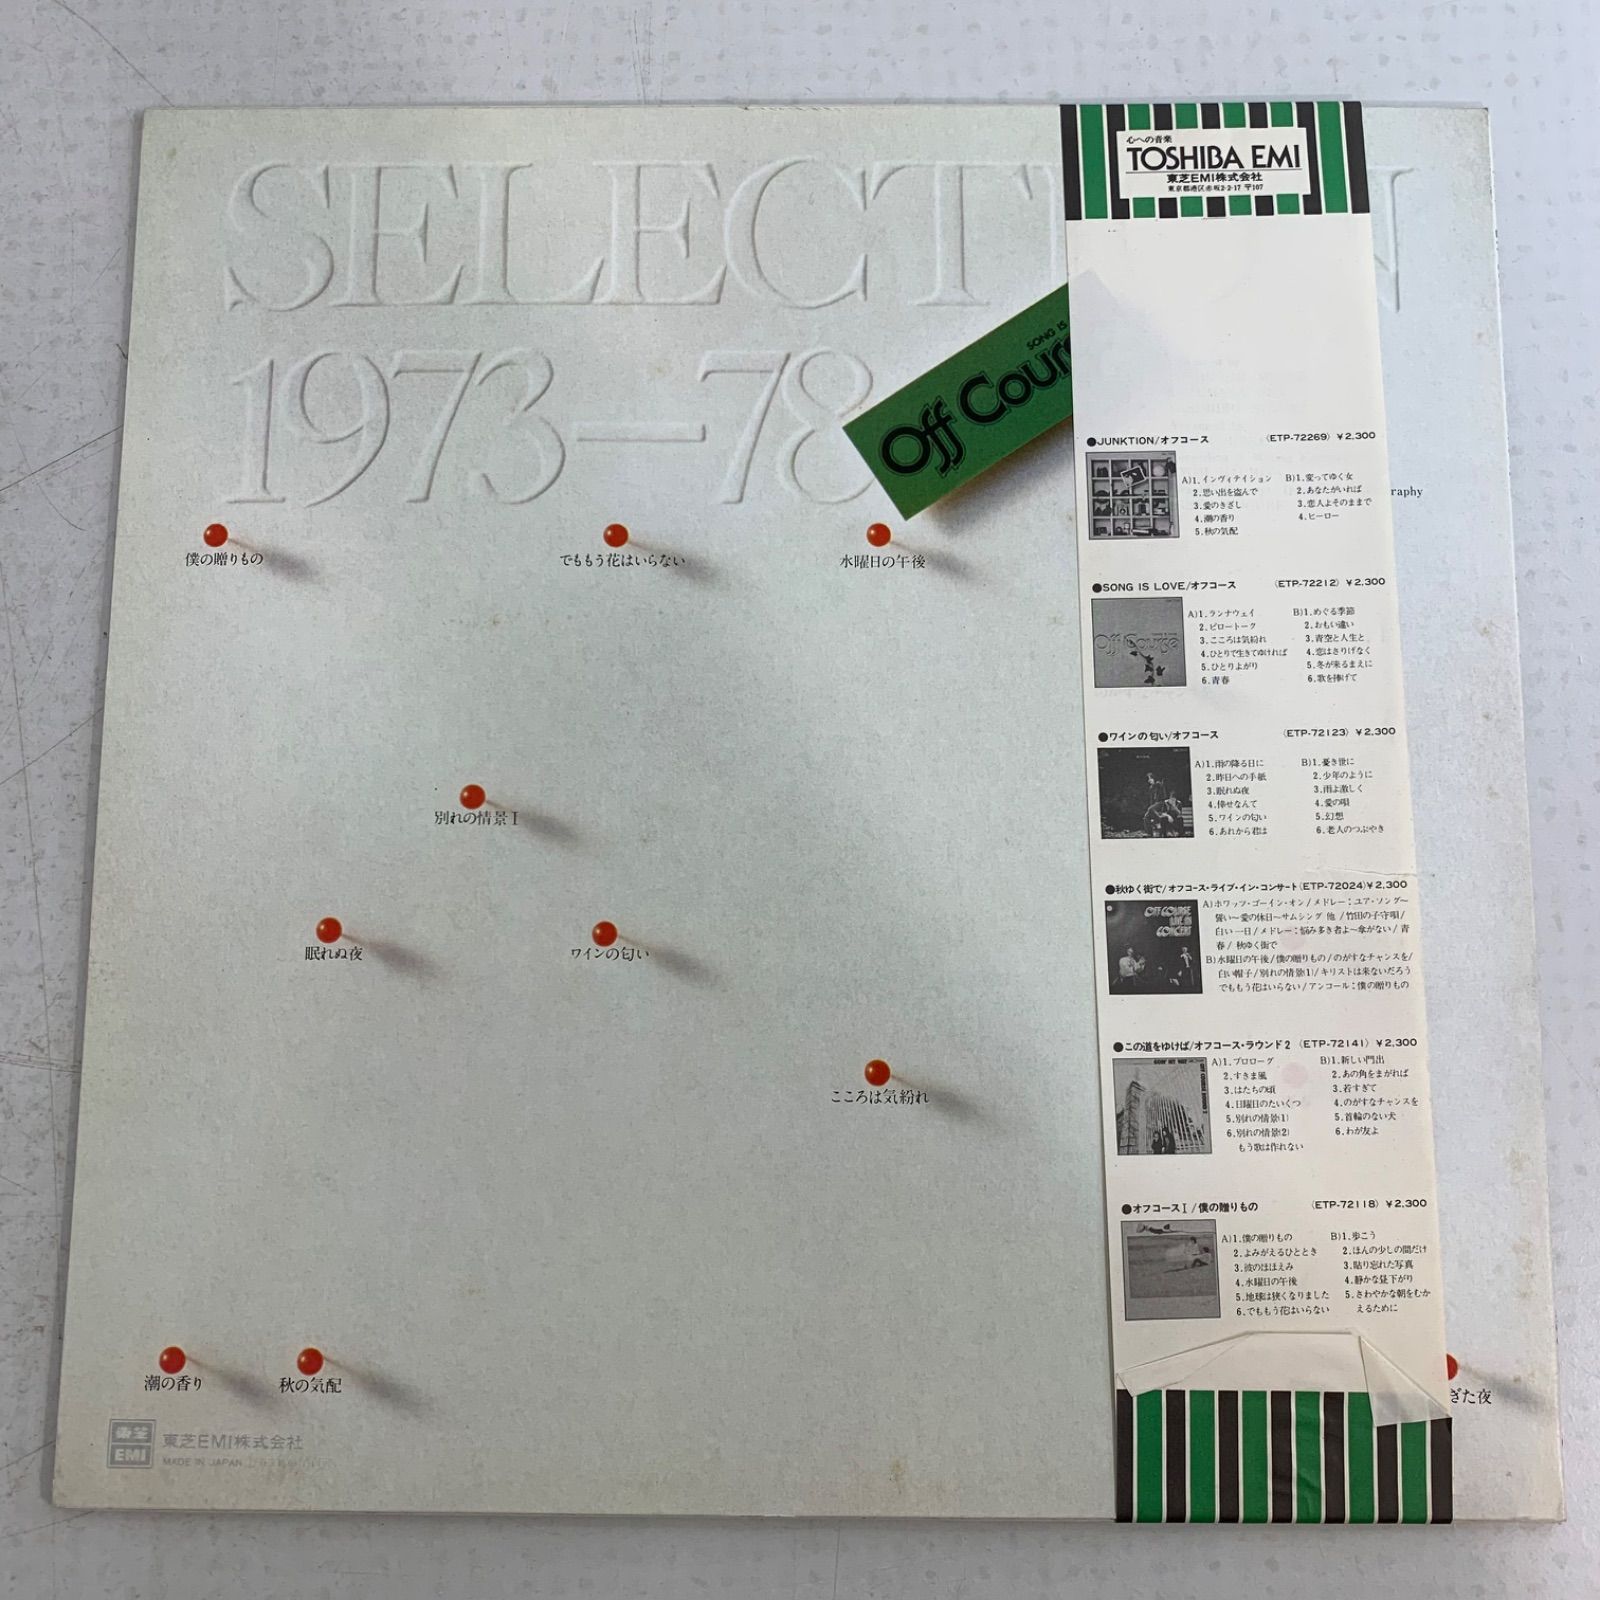 SELECT
N
1973—78
SONG IS
Off Cour
僕の贈りもの
でももう花はいらない
水曜日の午後
別れの情景 I
眠れぬ夜
ワインの匂い
こころは気紛れ
潮の香り
秋の気配
ぎた夜
raphy
東芝
EMI
東芝EMI株式会社
MADE IN JAPAN
心への音楽
TOSHIBA EMI
東芝EMI株式会社
東京都港区赤坂2-2-17 〒107
●JUNKTION/オフコース (ETP-72269) ¥2,300
A)1.インヴィテイション B)1.変ってゆく女
2.思い出を盗んで 2.あなたがいれば
3.愛のきざし 3.恋人よそのままで
4.潮の香り 4.ヒーロー
5.秋の気配
●SONG IS LOVE/オフコース (ETP-72212) ¥2,300
Off Course
A)1.ランナウェイ B)1.めぐる季節
2.ピロートーク 2.おもい違い
3.こころは気紛れ 3.青空と人生と
4.ひとりで生きてゆければ 4.恋はさりげなく
5.ひとりよがり 5.冬が来るまえに
6.青春 6.歌を捧げて
●ワインの匂い/オフコース (ETP-72123) ¥2,300
A)1.雨の降る日に B)1.憂き世に
2.昨日への手紙 2.少年のように
3.眠れぬ夜 3.雨よ激しく
4.倖せなんて 4.愛の唄
5.ワインの匂い 5.幻想
6.あれから君は 6.老人のつぶやき
●秋ゆく街で/オフコース・ライブ・イン・コンサート (ETP-72024) ¥2,300
OFF COURSE
LIVE IN
CONCERT
A)ホワッツ・ゴーイン・オン/メドレー:ユア・ソング〜
誓い〜愛の休日〜サムシング 他/竹田の子守唄/
白い一日/メドレー:悩み多き者よ〜傘がない/青
春/秋ゆく街で
B)水曜日の午後/僕の贈りもの/のがすなチャンスを/
白い帽子/別れの情景(1)/キリストは来ないだろう
でももう花はいらない/アンコール:僕の贈りもの
●この道をゆけば/オフコース・ラウンド2 (ETP-72141) ¥2,300
A)1.プロローグ B)1.新しい門出
2.すきま風 2.あの角をまがれば
3.はたちの頃 3.若すぎて
4.日曜日のたいくつ 4.のがすなチャンスを
5.別れの情景(1) 5.首輪のない犬
6.別れの情景(2) 6.わが友よ
もう歌は作れない
●オフコース I/僕の贈りもの (ETP-72118) ¥2,300
A)1.僕の贈りもの B)1.歩こう
2.よみがえるひととき 2.ほんの少しの間だけ
3.彼のほほえみ 3.貼り忘れた写真
4.水曜日の午後 4.静かな昼下がり
5.地球は狭くなりました 5.さわやかな朝をむか
6.でももう花はいらない えるために